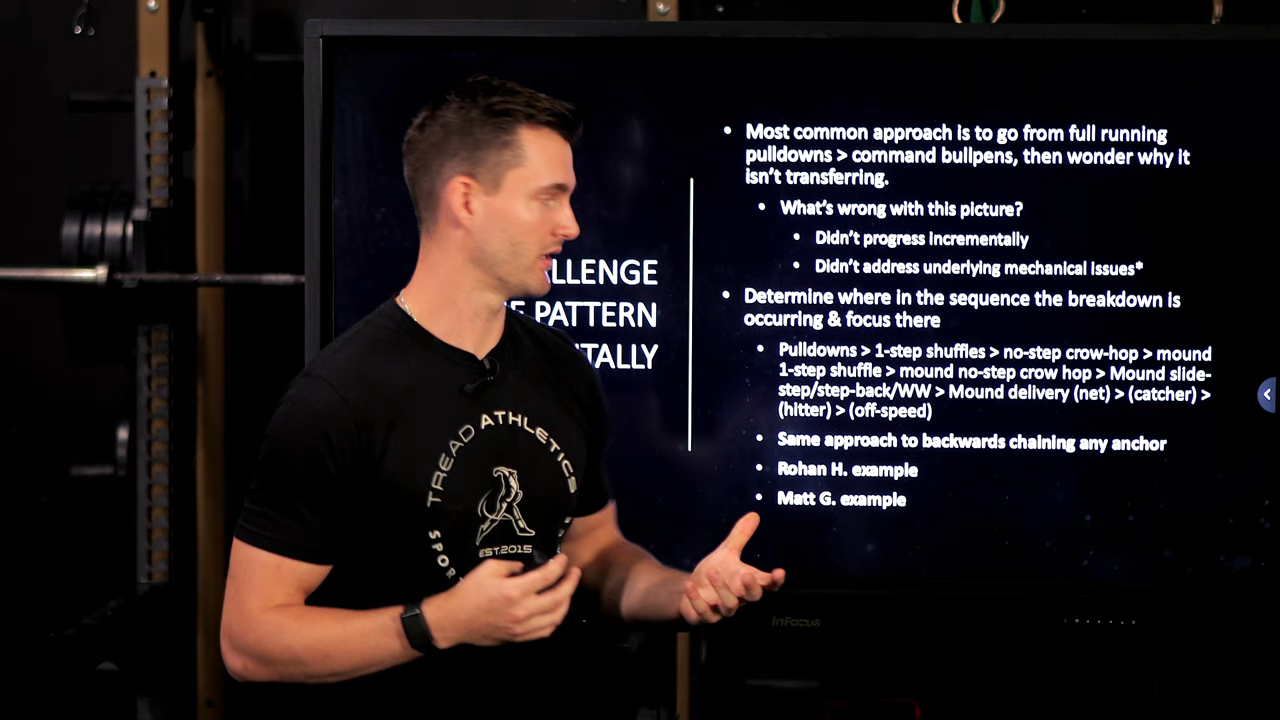 LLENGE
PATTERN
TALLY
• Most common approach is to go from full running
pulldowns > command bullpens, then wonder why it
isn't transferring.
• What's wrong with this picture?
• Didn't progress incrementally
• Didn't address underlying mechanical issues*
• Determine where in the sequence the breakdown is
occurring & focus there
• Pulldowns > 1-step shuffles > no-step crow-hop > mound
1-step shuffle > mound no-step crow hop > Mound slide-
step/step-back/WW > Mound delivery (net) > (catcher) >
(hitter) > (off-speed)
• Same approach to backwards chaining any anchor
• Rohan H. example
• Matt G. example
TREAD ATHLETICS
EST.2015
SPOR
InFocus